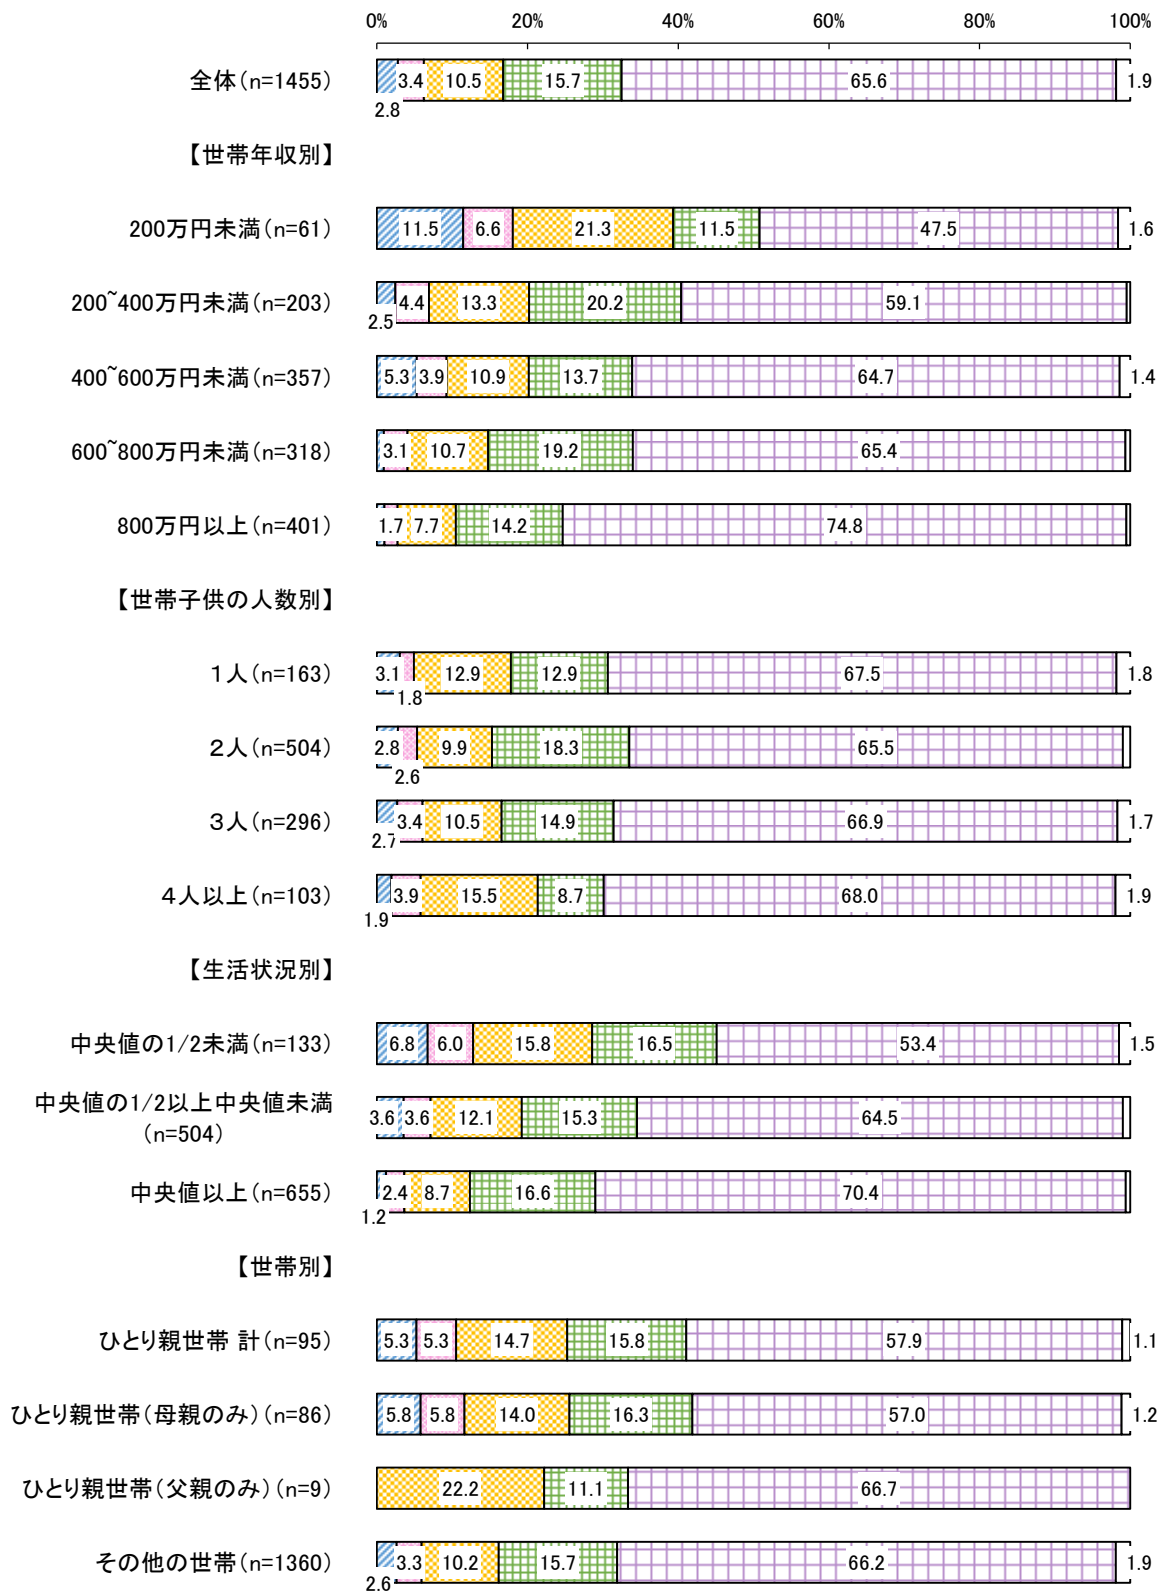 0% 20% 40% 60% 80% 100%
全体(n=1455) 3.4 10.5 15.7 65.6 1.9
2.8
【世帯年収別】
200万円未満(n=61) 11.5 6.6 21.3 11.5 47.5 1.6
200~400万円未満(n=203) 4.4 13.3 20.2 59.1
2.5
400~600万円未満(n=357) 5.3 3.9 10.9 13.7 64.7 1.4
600~800万円未満(n=318) 3.1 10.7 19.2 65.4
800万円以上(n=401) 1.7 7.7 14.2 74.8
【世帯子供の人数別】
1人(n=163) 3.1 12.9 12.9 67.5 1.8
1.8
2人(n=504) 2.8 9.9 18.3 65.5
2.6
3人(n=296) 3.4 10.5 14.9 66.9 1.7
2.7
4人以上(n=103) 3.9 15.5 8.7 68.0 1.9
1.9
【生活状況別】
中央値の1/2未満(n=133) 6.8 6.0 15.8 16.5 53.4 1.5
中央値の1/2以上中央値未満
(n=504) 3.6 3.6 12.1 15.3 64.5
中央値以上(n=655) 2.4 8.7 16.6 70.4
1.2
【世帯別】
ひとり親世帯 計(n=95) 5.3 5.3 14.7 15.8 57.9 1.1
ひとり親世帯(母親のみ)(n=86) 5.8 5.8 14.0 16.3 57.0 1.2
ひとり親世帯(父親のみ)(n=9) 22.2 11.1 66.7
その他の世帯(n=1360) 3.3 10.2 15.7 66.2 1.9
2.6